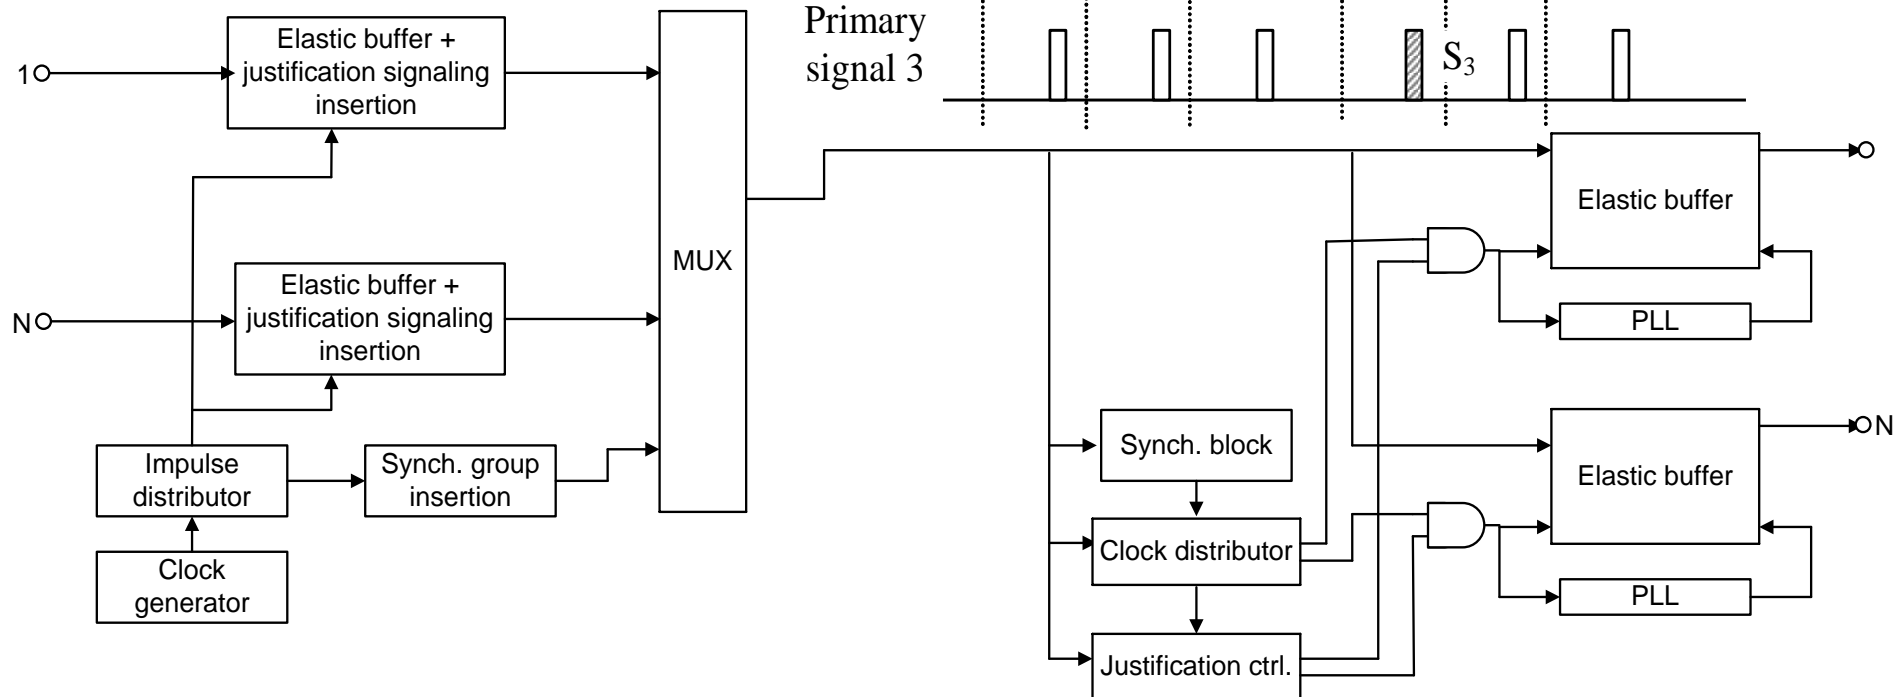 Primary
signal 3
S3
1
Elastic buffer +
justification signaling
insertion
N
Elastic buffer +
justification signaling
insertion
MUX
Impulse
distributor
Synch. group
insertion
Clock
generator
Elastic buffer
PLL
Synch. block
Clock distributor
Justification ctrl.
Elastic buffer
N
PLL